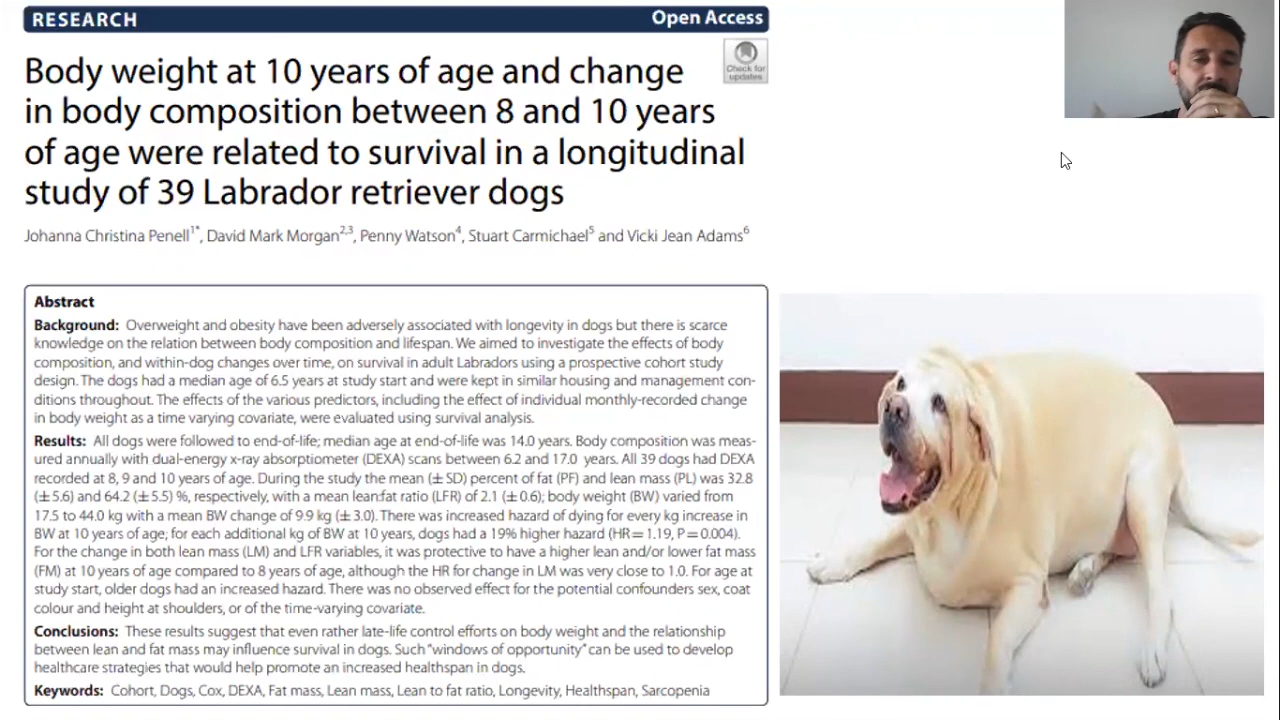 RESEARCH
Open Access
Check for
updates
Body weight at 10 years of age and change
in body composition between 8 and 10 years
of age were related to survival in a longitudinal
study of 39 Labrador retriever dogs
Johanna Christina Penell1*, David Mark Morgan2,3, Penny Watson4, Stuart Carmichael5 and Vicki Jean Adams6
Abstract
Background: Overweight and obesity have been adversely associated with longevity in dogs but there is scarce
knowledge on the relation between body composition and lifespan. We aimed to investigate the effects of body
composition, and within-dog changes over time, on survival in adult Labradors using a prospective cohort study
design. The dogs had a median age of 6.5 years at study start and were kept in similar housing and management con-
ditions throughout. The effects of the various predictors, including the effect of individual monthly-recorded change
in body weight as a time varying covariate, were evaluated using survival analysis.
Results: All dogs were followed to end-of-life; median age at end-of-life was 14.0 years. Body composition was meas-
ured annually with dual-energy x-ray absorptiometer (DEXA) scans between 6.2 and 17.0 years. All 39 dogs had DEXA
recorded at 8, 9 and 10 years of age. During the study the mean (± SD) percent of fat (PF) and lean mass (PL) was 32.8
(± 5.6) and 64.2 (± 5.5) %, respectively, with a mean lean:fat ratio (LFR) of 2.1 (± 0.6); body weight (BW) varied from
17.5 to 44.0 kg with a mean BW change of 9.9 kg (± 3.0). There was increased hazard of dying for every kg increase in
BW at 10 years of age; for each additional kg of BW at 10 years, dogs had a 19% higher hazard (HR = 1.19, P = 0.004).
For the change in both lean mass (LM) and LFR variables, it was protective to have a higher lean and/or lower fat mass
(FM) at 10 years of age compared to 8 years of age, although the HR for change in LM was very close to 1.0. For age at
study start, older dogs had an increased hazard. There was no observed effect for the potential confounders sex, coat
colour and height at shoulders, or of the time-varying covariate.
Conclusions: These results suggest that even rather late-life control efforts on body weight and the relationship
between lean and fat mass may influence survival in dogs. Such "windows of opportunity" can be used to develop
healthcare strategies that would help promote an increased healthspan in dogs.
Keywords: Cohort, Dogs, Cox, DEXA, Fat mass, Lean mass, Lean to fat ratio, Longevity, Healthspan, Sarcopenia